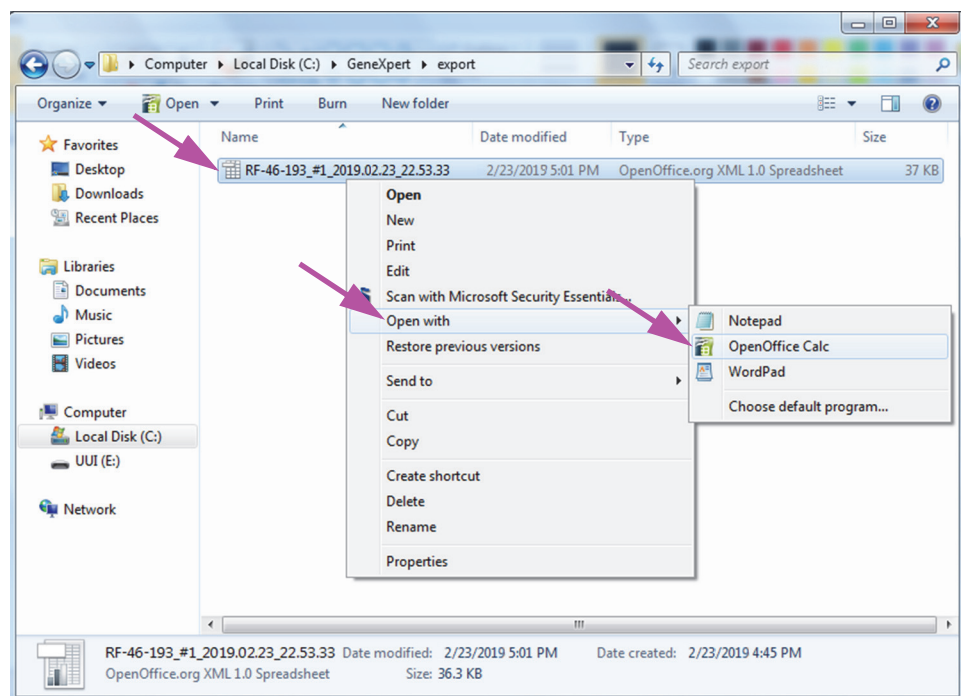 Computer Local Disk (C:) GeneXpert export
Search export
Organize Open Print Burn New folder
Name Date modified Type Size
RF-46-193_#1_2019.02.23_22.53.33 2/23/2019 5:01 PM OpenOffice.org XML 1.0 Spreadsheet 37 KB
Favorites
Desktop
Downloads
Recent Places
Libraries
Documents
Music
Pictures
Videos
Computer
Local Disk (C:)
UUI (E:)
Network
Open
New
Print
Edit
Scan with Microsoft Security Essentials...
Open with
Restore previous versions
Send to
Cut
Copy
Create shortcut
Delete
Rename
Properties
Notepad
OpenOffice Calc
WordPad
Choose default program...
RF-46-193_#1_2019.02.23_22.53.33 Date modified: 2/23/2019 5:01 PM Date created: 2/23/2019 4:45 PM
OpenOffice.org XML 1.0 Spreadsheet Size: 36.3 KB